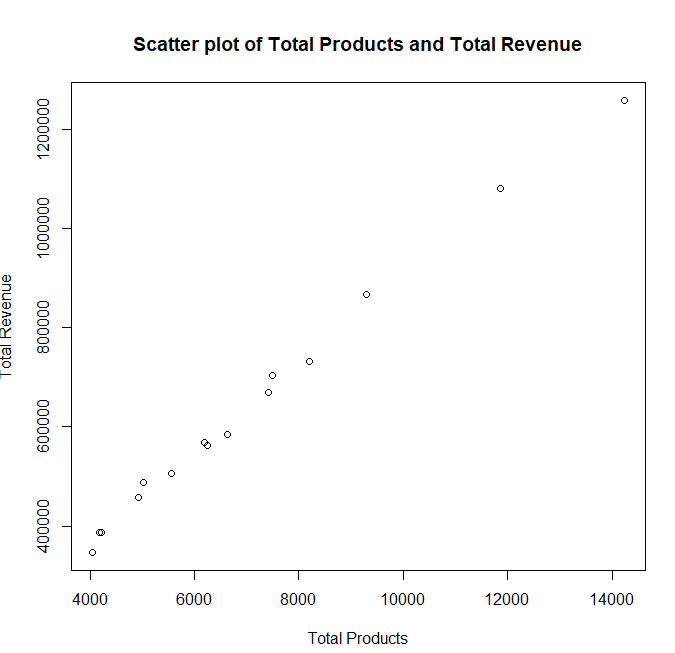 Scatter plot of Total Products and Total Revenue
1200000
1000000
800000
600000
400000
Total Revenue
4000 6000 8000 10000 12000 14000
Total Products